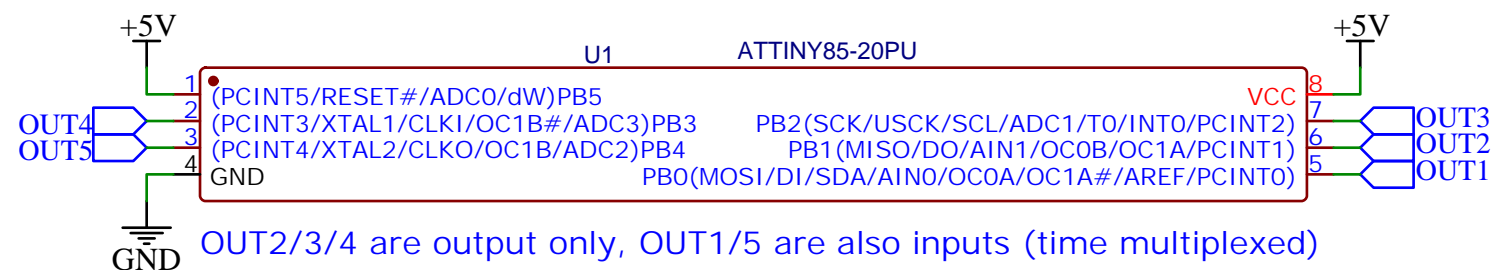 +5V
+5V
U1 ATTINY85-20PU
1 (PCINT5/RESET#/ADC0/dW)PB5
VCC 8
OUT4 2 (PCINT3/XTAL1/CLKI/OC1B#/ADC3)PB3
PB2(SCK/USCK/SCL/ADC1/T0/INT0/PCINT2) 7 OUT3
OUT5 3 (PCINT4/XTAL2/CLKO/OC1B/ADC2)PB4
PB1(MISO/DO/AIN1/OC0B/OC1A/PCINT1) 6 OUT2
4 GND
PB0(MOSI/DI/SDA/AIN0/OC0A/OC1A#/AREF/PCINT0) 5 OUT1
GND
OUT2/3/4 are output only, OUT1/5 are also inputs (time multiplexed)